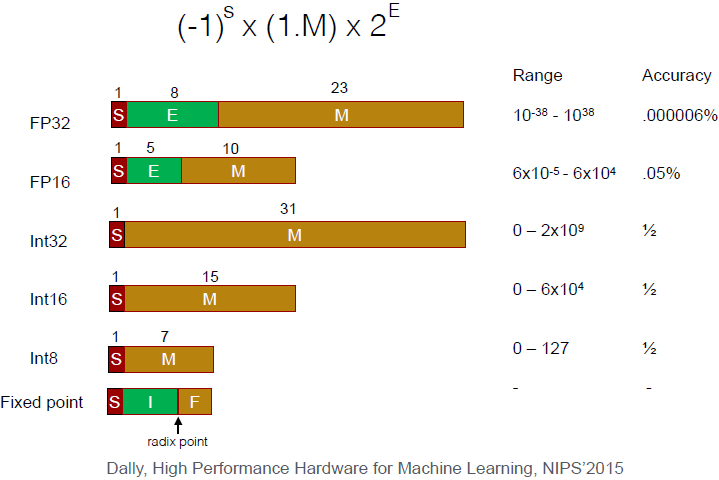 (-1)^S x (1.M) x 2^E
Range Accuracy
1 8 23
FP32 S E M 10^-38 - 10^38 .000006%
1 5 10
FP16 S E M 6x10^-5 - 6x10^4 .05%
1 31
Int32 S M 0 – 2x10^9 ½
1 15
Int16 S M 0 – 6x10^4 ½
1 7
Int8 S M 0 – 127 ½
Fixed point S I F - -
radix point
Dally, High Performance Hardware for Machine Learning, NIPS'2015